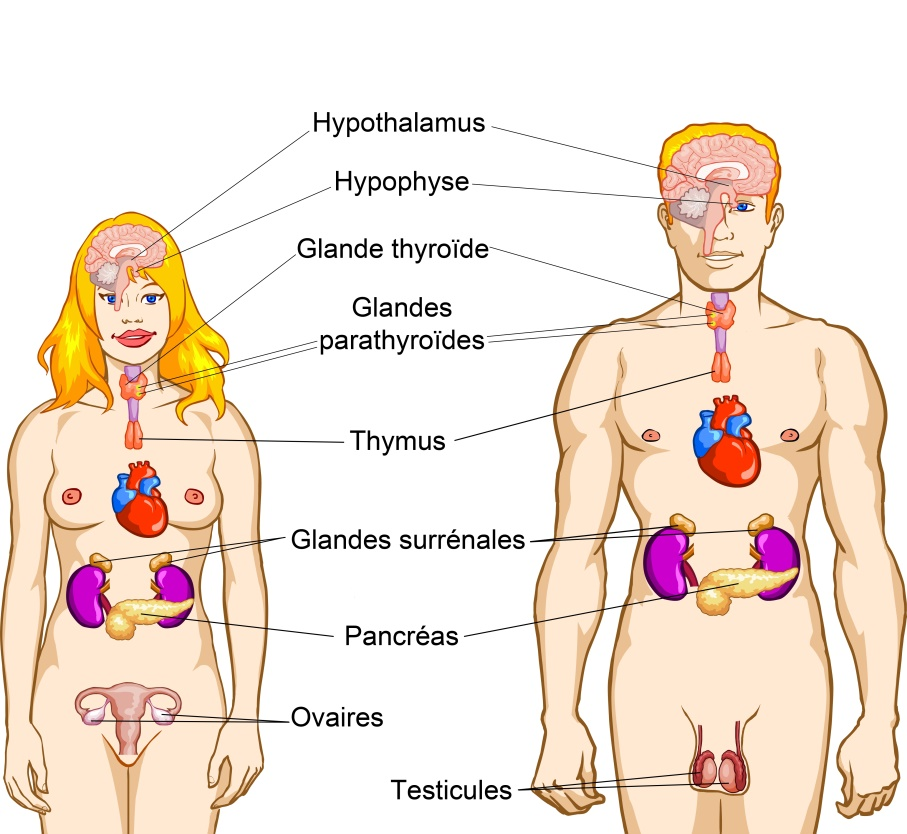 Hypothalamus
Hypophyse
Glande thyroïde
Glandes
parathyroïdes
Thymus
Glandes surrénales
Pancréas
Ovaires
Testicules